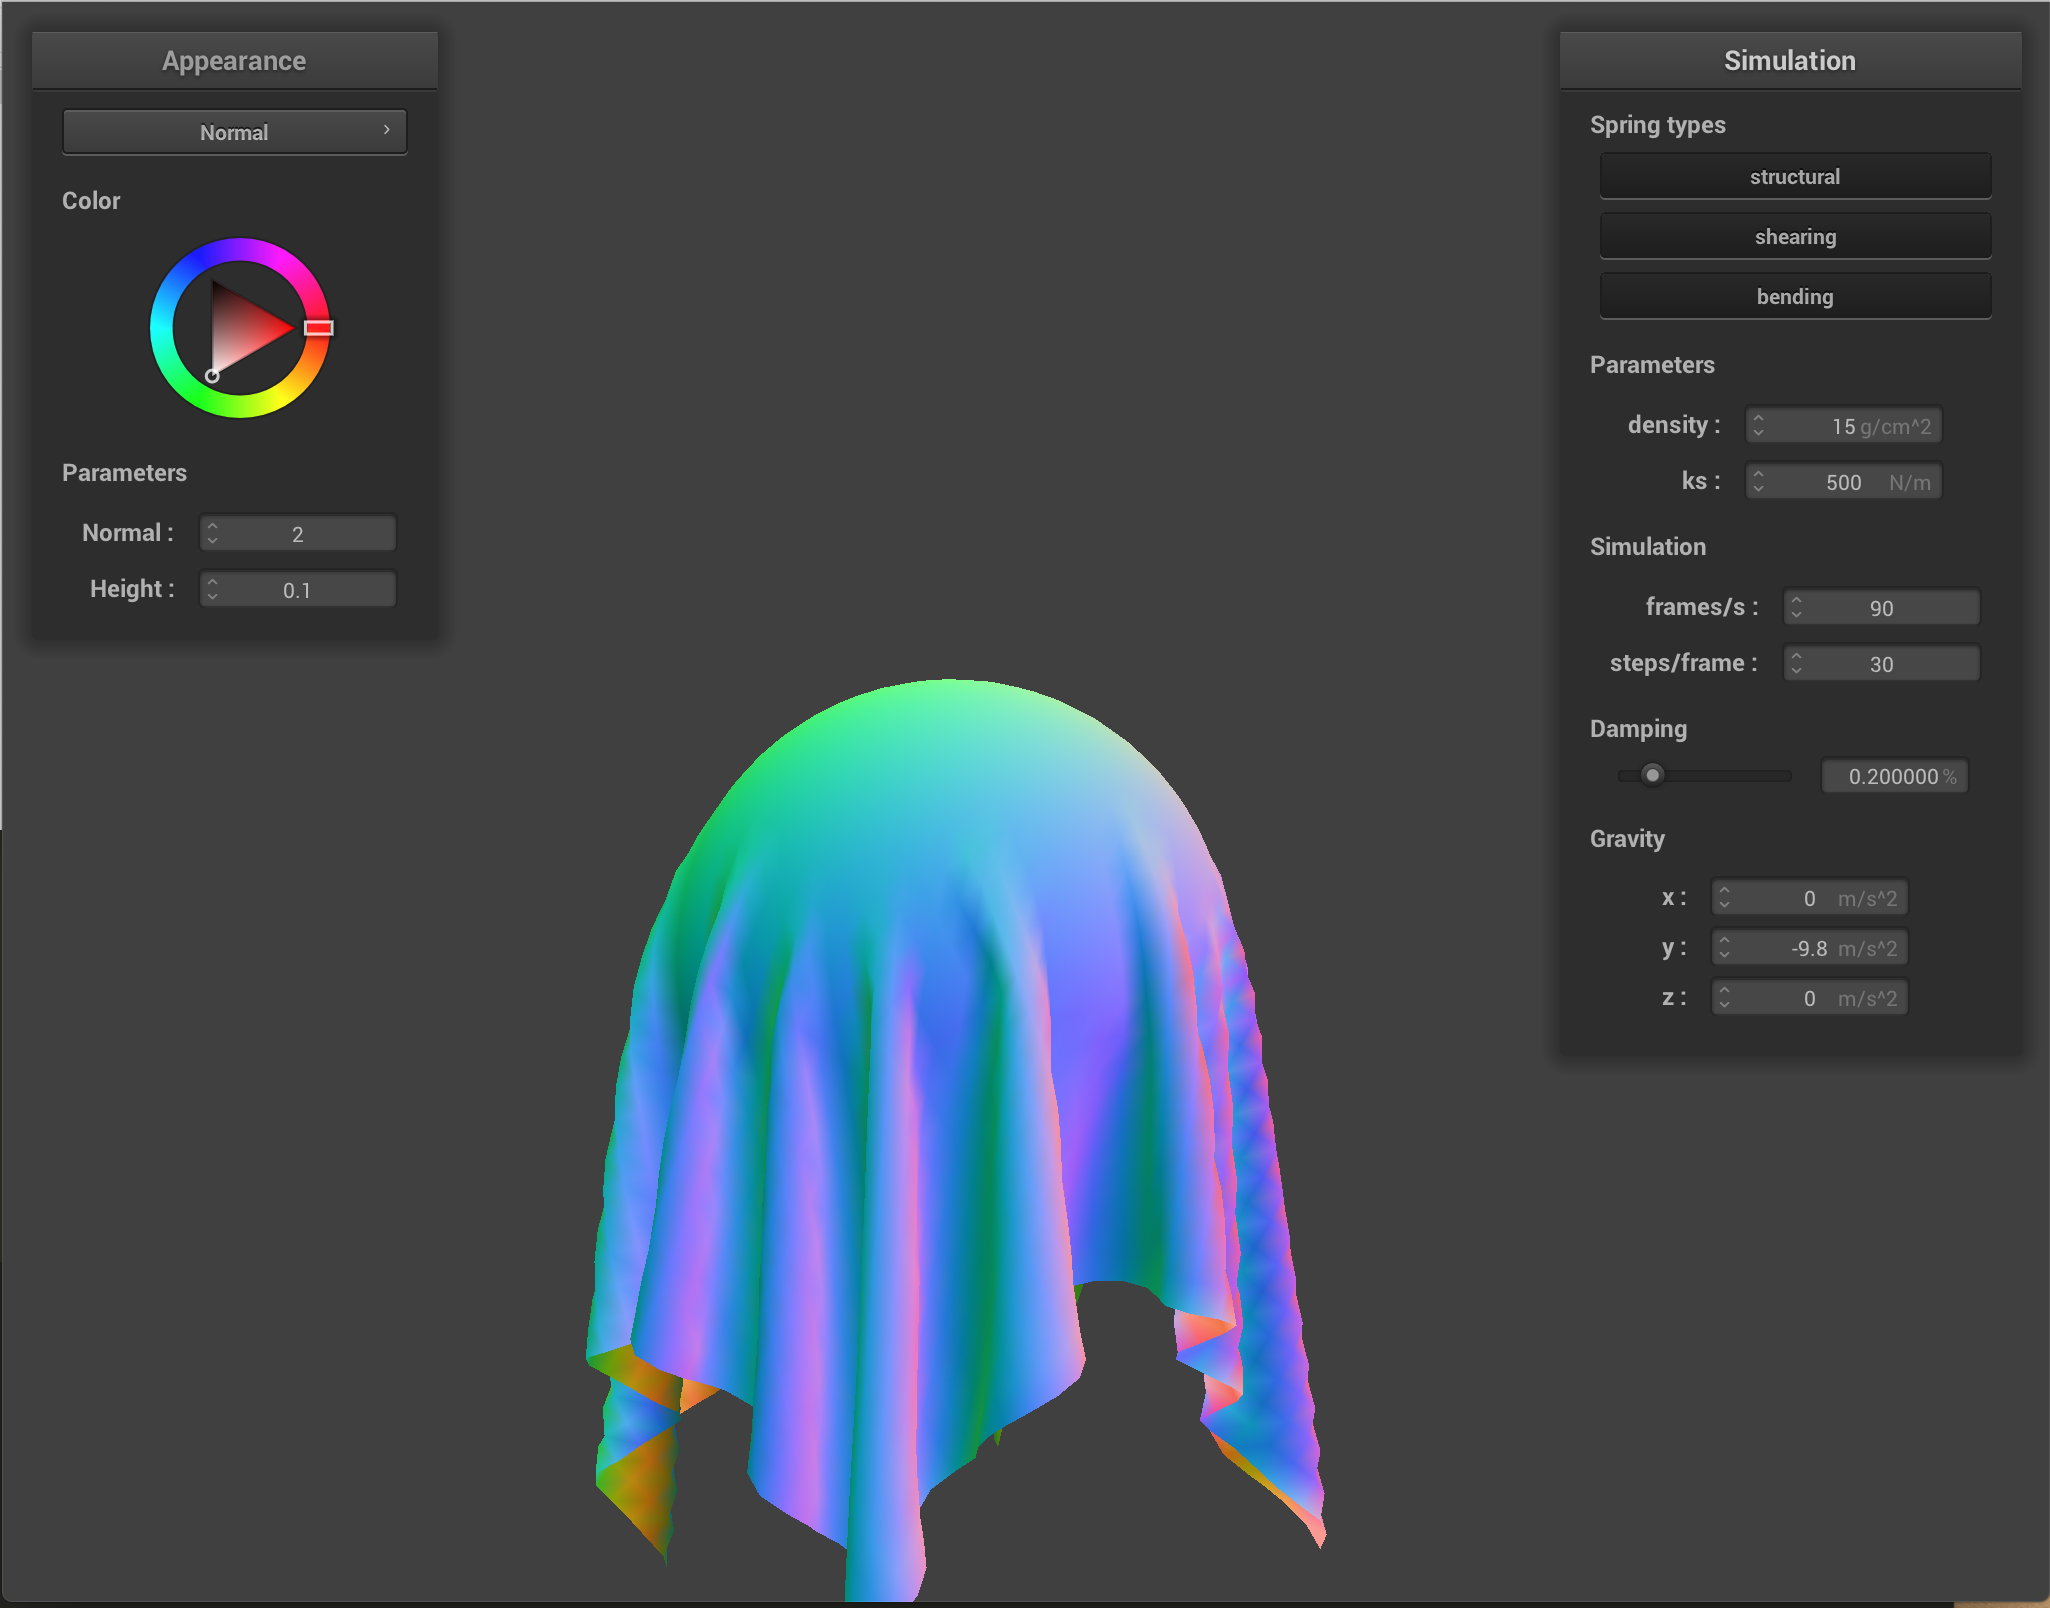 Appearance
Normal
Color
Parameters
Normal : 2
Height : 0.1
Simulation
Spring types
structural
shearing
bending
Parameters
density : 15 g/cm^2
ks : 500 N/m
Simulation
frames/s : 90
steps/frame : 30
Damping
0.200000 %
Gravity
x : 0 m/s^2
y : -9.8 m/s^2
z : 0 m/s^2